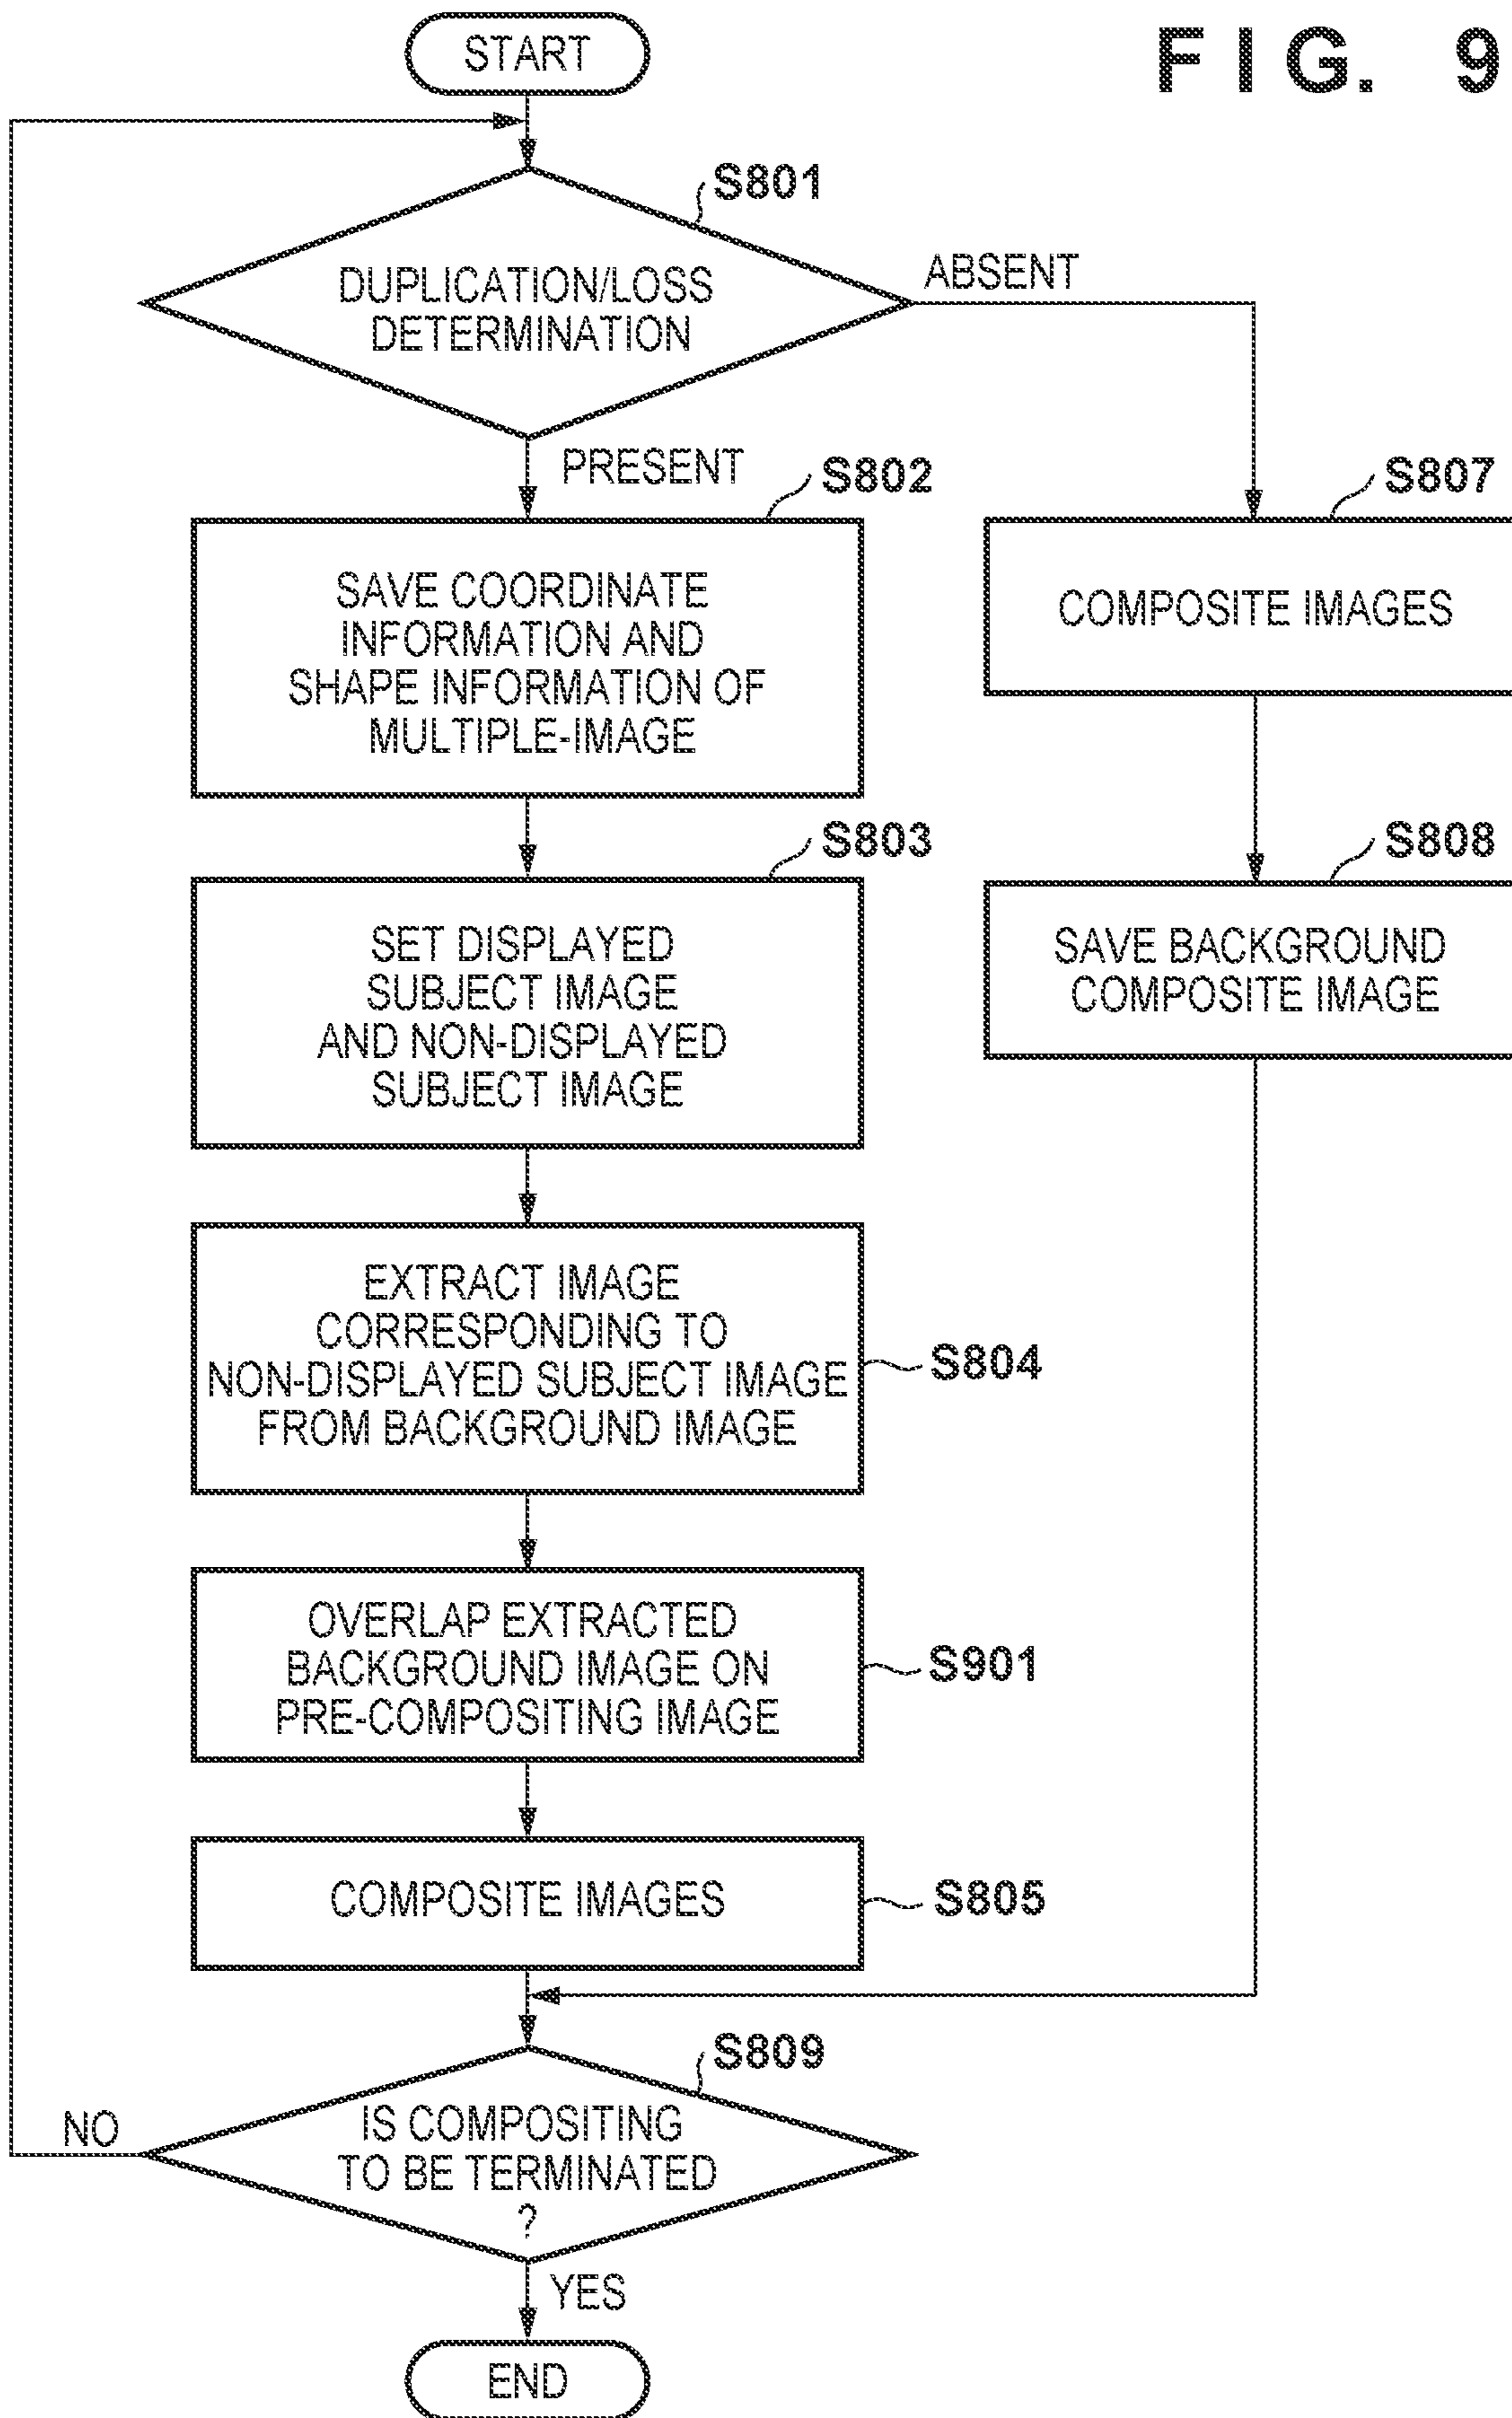 FIG. 9
START
S801
DUPLICATION/LOSS
DETERMINATION
ABSENT
PRESENT
S802
SAVE COORDINATE
INFORMATION AND
SHAPE INFORMATION OF
MULTIPLE-IMAGE
S807
COMPOSITE IMAGES
S803
SET DISPLAYED
SUBJECT IMAGE
AND NON-DISPLAYED
SUBJECT IMAGE
S808
SAVE BACKGROUND
COMPOSITE IMAGE
EXTRACT IMAGE
CORRESPONDING TO
NON-DISPLAYED SUBJECT IMAGE
FROM BACKGROUND IMAGE
S804
OVERLAP EXTRACTED
BACKGROUND IMAGE ON
PRE-COMPOSITING IMAGE
S901
COMPOSITE IMAGES
S805
S809
IS COMPOSITING
TO BE TERMINATED
?
NO
YES
END